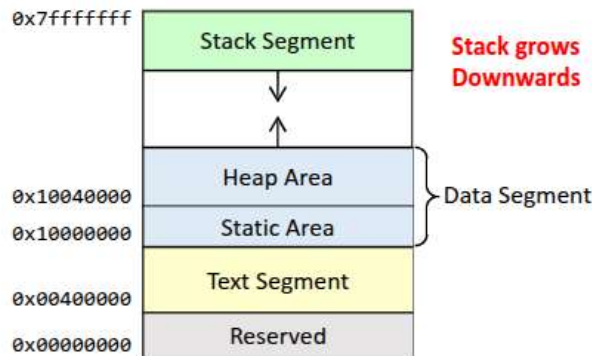 0x7fffffff
Stack Segment
Stack grows
Downwards
Heap Area
0x10040000
Data Segment
Static Area
0x10000000
Text Segment
0x00400000
Reserved
0x00000000